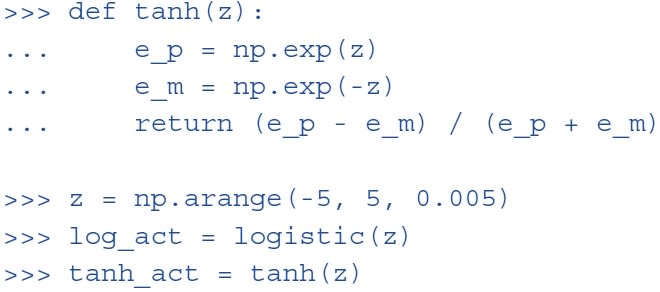 >>> def tanh(z):
...     e_p = np.exp(z)
...     e_m = np.exp(-z)
...     return (e_p - e_m) / (e_p + e_m)
>>> z = np.arange(-5, 5, 0.005)
>>> log_act = logistic(z)
>>> tanh_act = tanh(z)